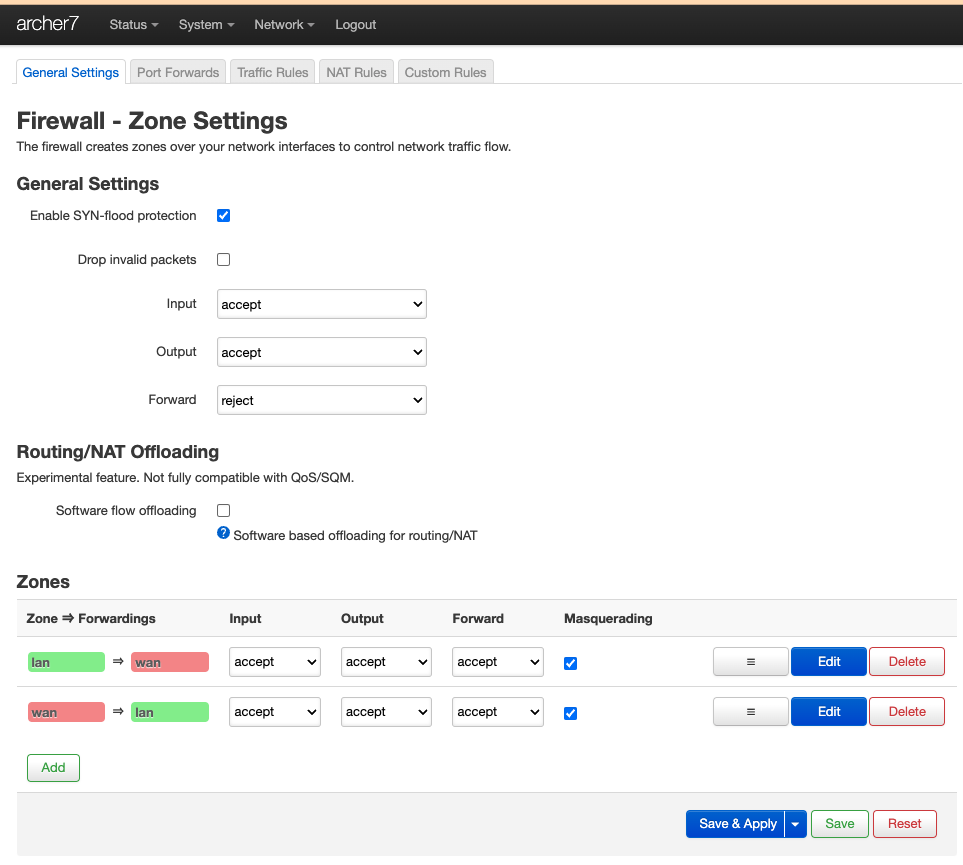 archer7 Status System Network Logout
General Settings Port Forwards Traffic Rules NAT Rules Custom Rules
Firewall - Zone Settings
The firewall creates zones over your network interfaces to control network traffic flow.
General Settings
Enable SYN-flood protection
Drop invalid packets
Input accept
Output accept
Forward reject
Routing/NAT Offloading
Experimental feature. Not fully compatible with QoS/SQM.
Software flow offloading
? Software based offloading for routing/NAT
Zones
Zone ⇒ Forwardings Input Output Forward Masquerading
lan ⇒ wan accept accept accept ≡ Edit Delete
wan ⇒ lan accept accept accept ≡ Edit Delete
Add
Save & Apply Save Reset